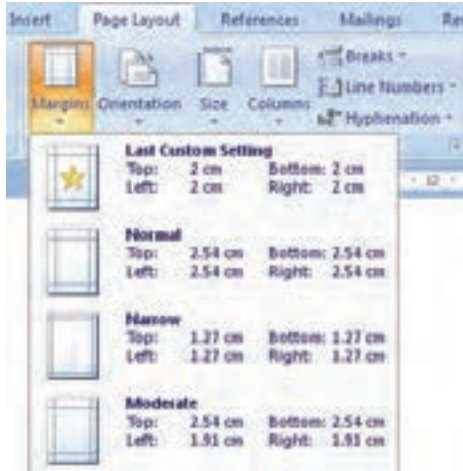 Insert Page Layout References Mailings Re
Breaks
Line Numbers
Margins Orientation Size Columns
Hyphenation
Last Custom Setting
Top: 2 cm Bottom: 2 cm
Left: 2 cm Right: 2 cm
12
Normal
Top: 2.54 cm Bottom: 2.54 cm
Left: 2.54 cm Right: 2.54 cm
Narrow
Top: 1.27 cm Bottom: 1.27 cm
Left: 1.27 cm Right: 1.27 cm
Moderate
Top: 2.54 cm Bottom: 2.54 cm
Left: 1.91 cm Right: 1.91 cm